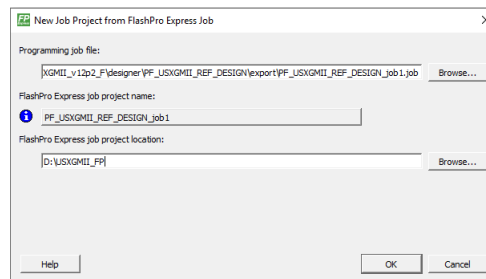 FP New Job Project from FlashPro Express Job
Programming job file:
XGMII_v12p2_F\designer\PF_USXGMII_REF_DESIGN\export\PF_USXGMII_REF_DESIGN_job1.job Browse...
FlashPro Express job project name:
PF_USXGMII_REF_DESIGN_job1
FlashPro Express job project location:
D:\USXGMII_FP Browse...
Help OK Cancel